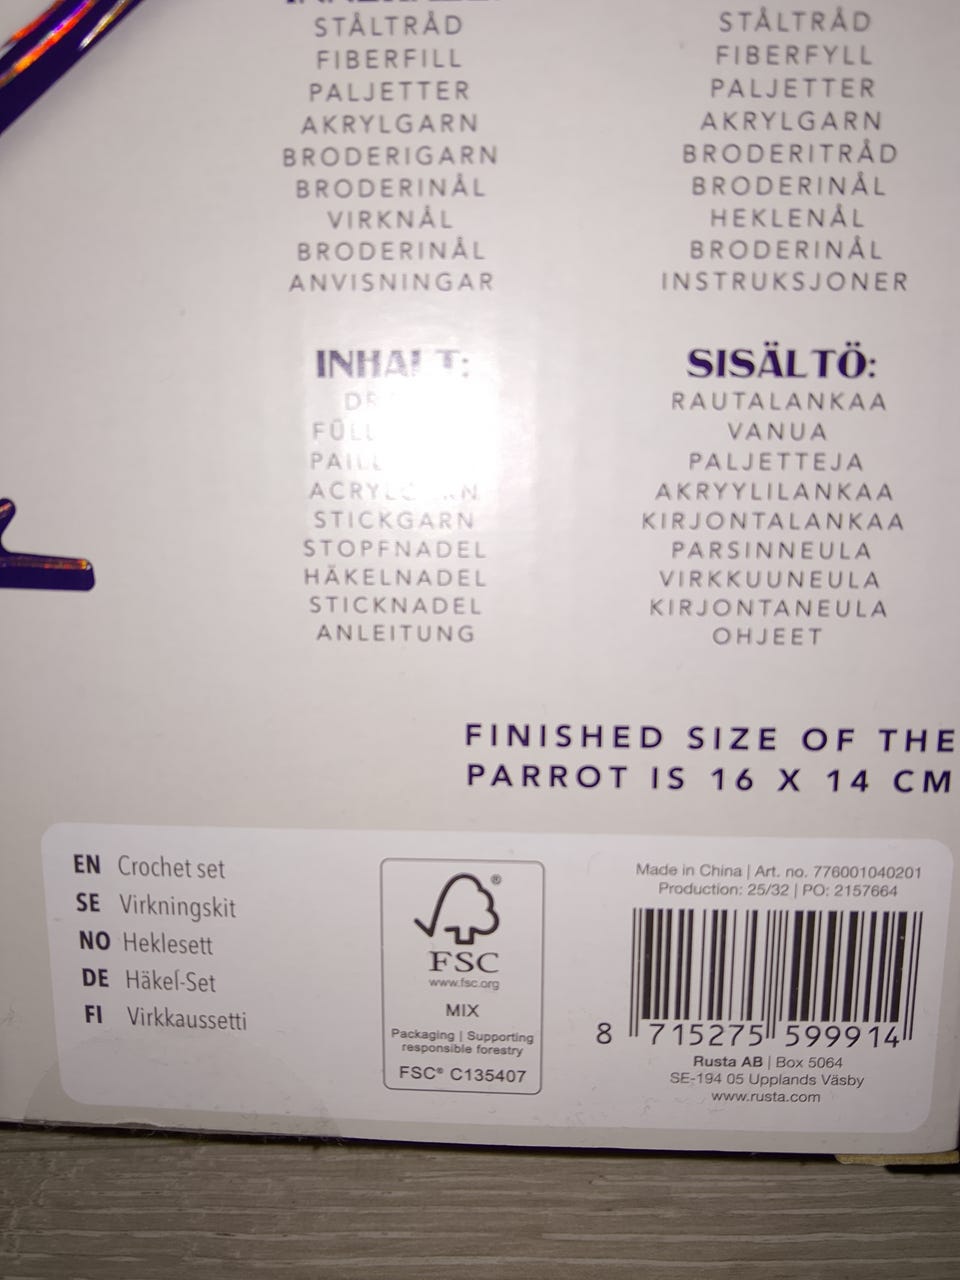 STÅLTRÅD
FIBERFILL
PALJETTER
AKRYLGARN
BRODERIGARN
BRODERINÅL
VIRKNÅL
BRODERINÅL
ANVISNINGAR
STÅLTRÅD
FIBERFYLL
PALJETTER
AKRYLGARN
BRODERITRÅD
BRODERINÅL
HEKLENÅL
BRODERINÅL
INSTRUKSJONER
INHALT:
STICKGARN
STOPFNADEL
HÄKELNADEL
STICKNADEL
ANLEITUNG
SISÄLTÖ:
RAUTALANKAA
VANUA
PALJETTEJA
AKRYYLILANKAA
KIRJONTALANKAA
PARSINNEULA
VIRKKUUNEULA
KIRJONTANEULA
OHJEET
FINISHED SIZE OF THE
PARROT IS 16 X 14 CM
EN Crochet set
SE Virkningskit
NO Heklesett
DE Häkel-Set
FI Virkkaussetti
®
FSC
www.fsc.org
MIX
Packaging | Supporting
responsible forestry
FSC® C135407
Made in China | Art. no. 776001040201
Production: 25/32 | PO: 2157664
8 715275 599914
Rusta AB | Box 5064
SE-194 05 Upplands Väsby
www.rusta.com